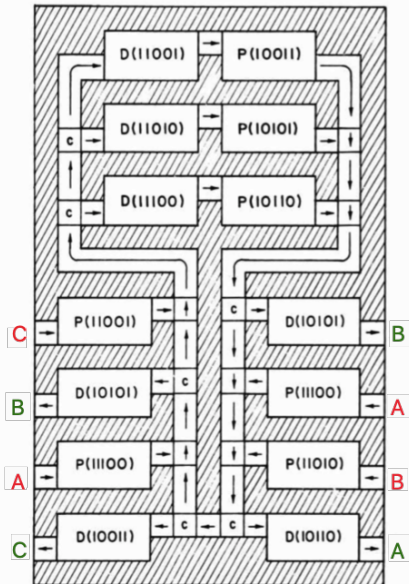 D(11001) P(10011)
C D(11010) P(10101)
C D(11100) P(10110)
C P(11001) C D(10101) B
B D(10101) C P(11100) A
A P(11100) P(11010) B
C D(10011) C C D(10110) A